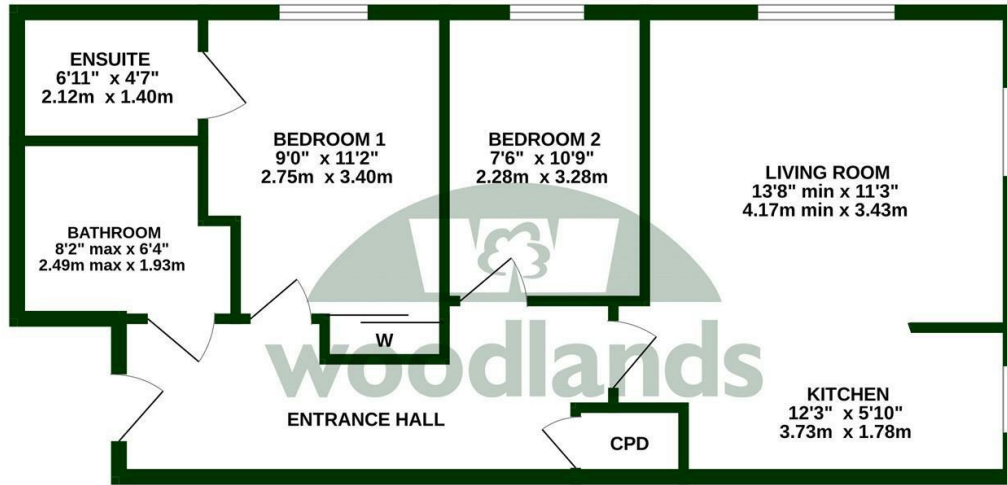 ENSUITE
6'11" x 4'7"
2.12m x 1.40m
BEDROOM 1
9'0" x 11'2"
2.75m x 3.40m
BEDROOM 2
7'6" x 10'9"
2.28m x 3.28m
LIVING ROOM
13'8" min x 11'3"
4.17m min x 3.43m
BATHROOM
8'2" max x 6'4"
2.49m max x 1.93m
W
woodlands
ENTRANCE HALL
CPD
KITCHEN
12'3" x 5'10"
3.73m x 1.78m